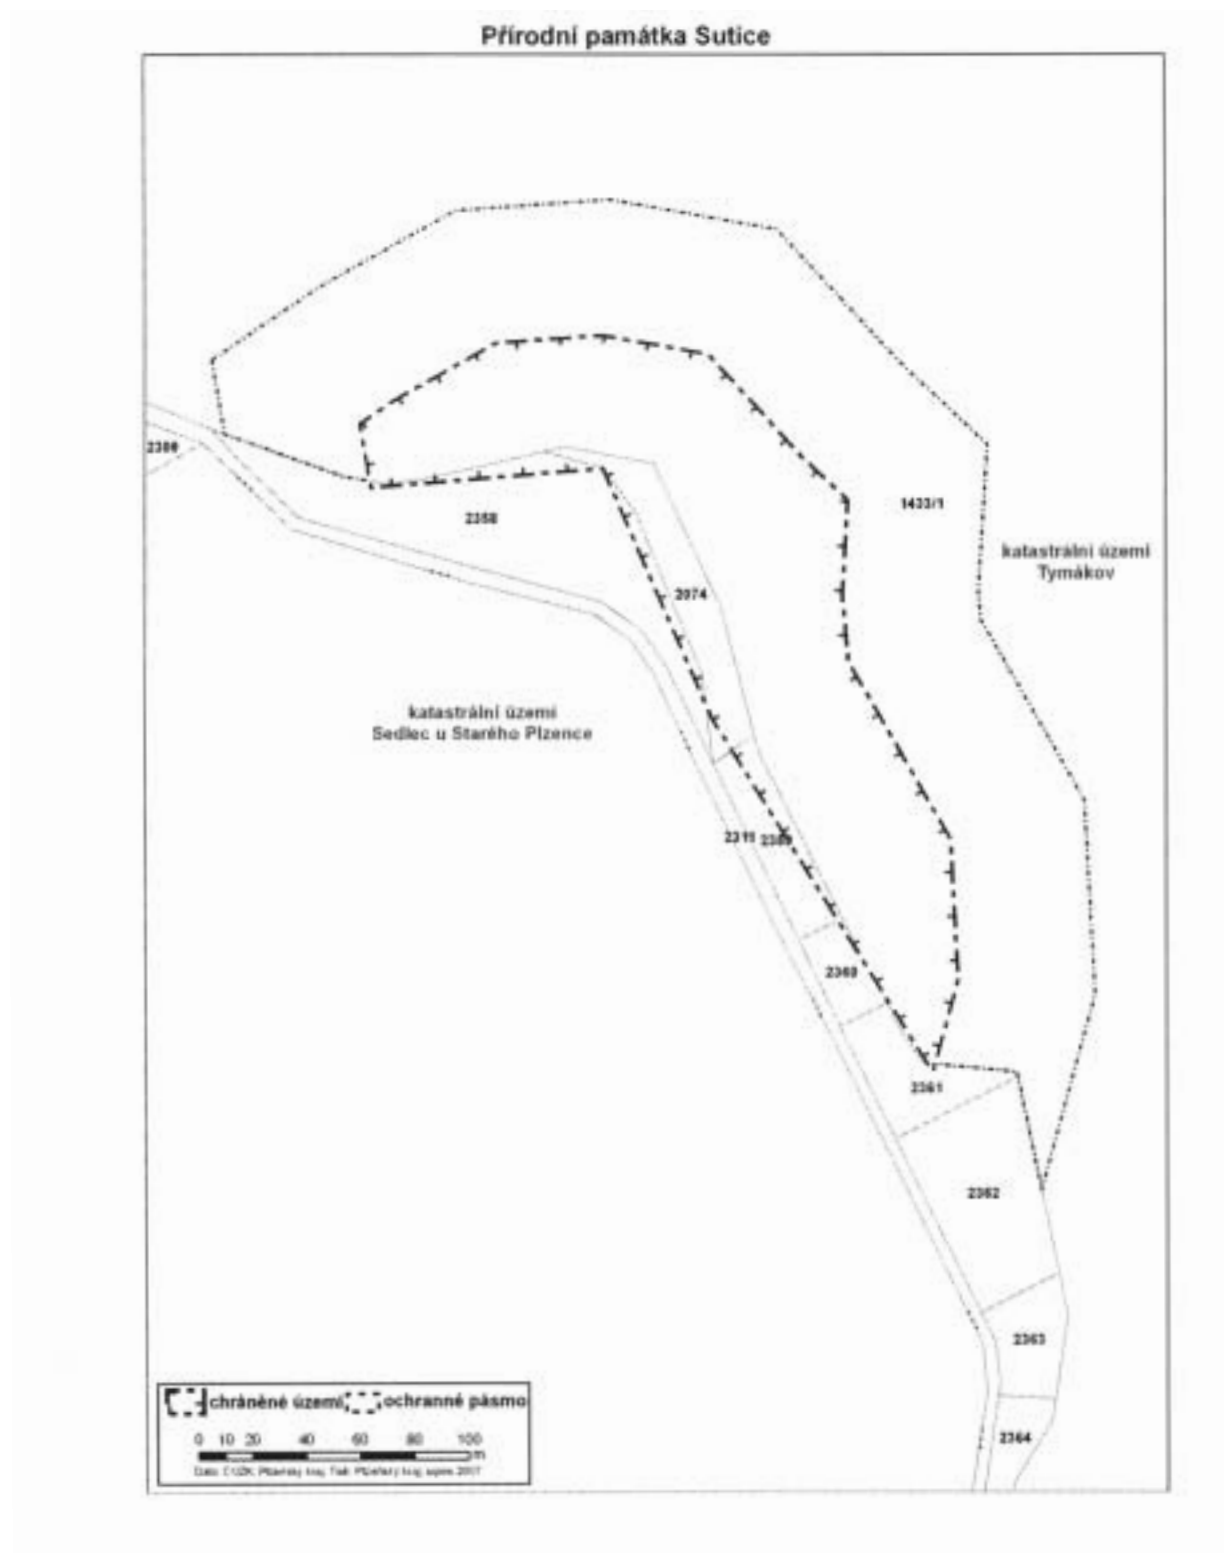 Přírodní památka Sutice
1433/1
katastrální území
Tymákov
2358
2074
katastrální území
Sedlec u Starého Plzence
2311
2360
2361
2362
2363
2364
chráněné území
ochranné pásmo
0 10 20 40 60 80 100
m